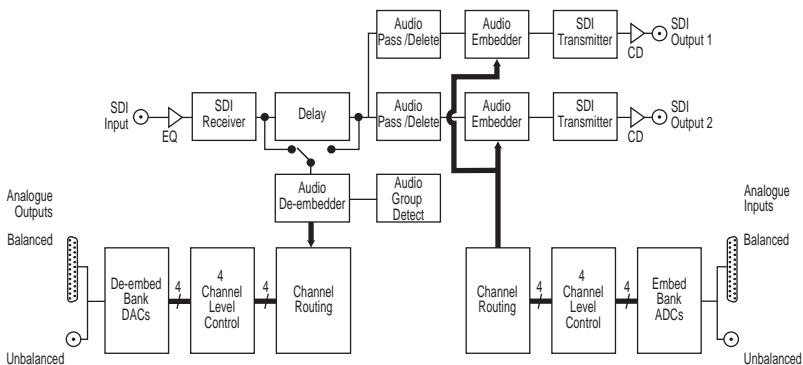 Audio
Pass /Delete
Audio
Embedder
SDI
Transmitter
CD
SDI
Output 1
SDI
Input
EQ
SDI
Receiver
Delay
Audio
Pass /Delete
Audio
Embedder
SDI
Transmitter
CD
SDI
Output 2
Audio
De-embedder
Audio
Group
Detect
Analogue
Outputs
Balanced
Unbalanced
De-embed
Bank
DACs
4
4
Channel
Level
Control
4
Channel
Routing
Channel
Routing
4
4
Channel
Level
Control
4
Embed
Bank
ADCs
Analogue
Inputs
Balanced
Unbalanced